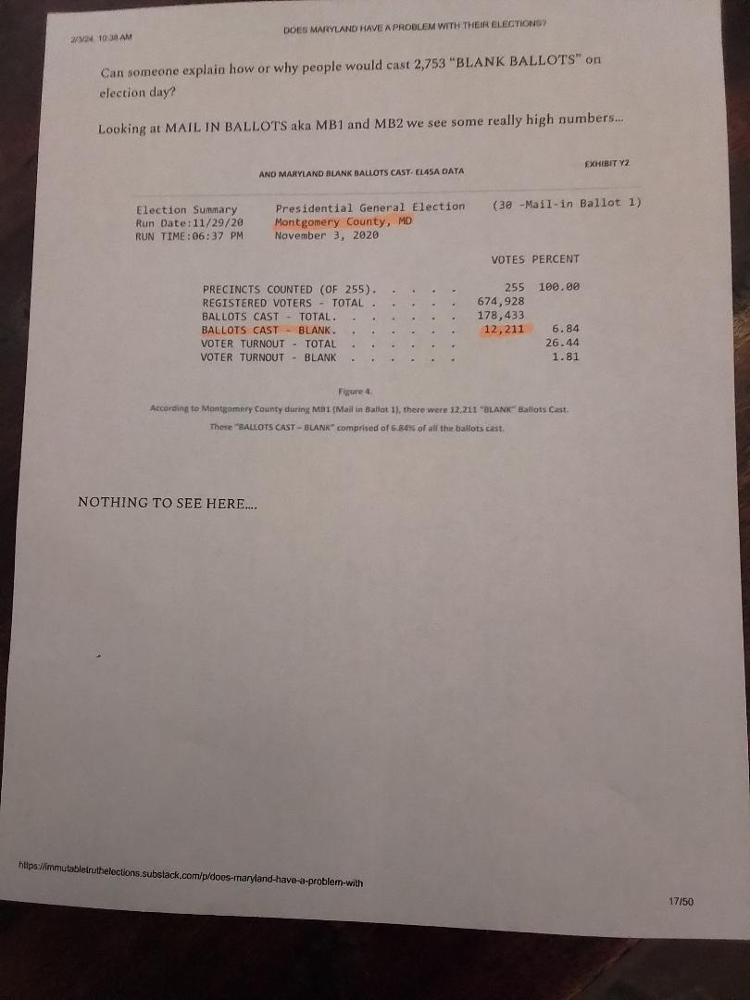 2/3/24, 10:38 AM
DOES MARYLAND HAVE A PROBLEM WITH THEIR ELECTIONS?
Can someone explain how or why people would cast 2,753 “BLANK BALLOTS” on
election day?
Looking at MAIL IN BALLOTS aka MB1 and MB2 we see some really high numbers...
EXHIBIT Y2
AND MARYLAND BLANK BALLOTS CAST- EL45A DATA
Election Summary Presidential General Election (30 -Mail-in Ballot 1)
Run Date:11/29/20 Montgomery County, MD
RUN TIME:06:37 PM November 3, 2020
VOTES PERCENT
PRECINCTS COUNTED (OF 255). . . . . 255 100.00
REGISTERED VOTERS - TOTAL . . . . . 674,928
BALLOTS CAST - TOTAL. . . . . . . 178,433
BALLOTS CAST - BLANK. . . . . . . 12,211 6.84
VOTER TURNOUT - TOTAL . . . . . . 26.44
VOTER TURNOUT - BLANK . . . . . . 1.81
Figure 4.
According to Montgomery County during MB1 (Mail in Ballot 1), there were 12,211 "BLANK" Ballots Cast.
These "BALLOTS CAST – BLANK" comprised of 6.84% of all the ballots cast.
NOTHING TO SEE HERE....
https://immutabletruthelections.substack.com/p/does-maryland-have-a-problem-with
17/50